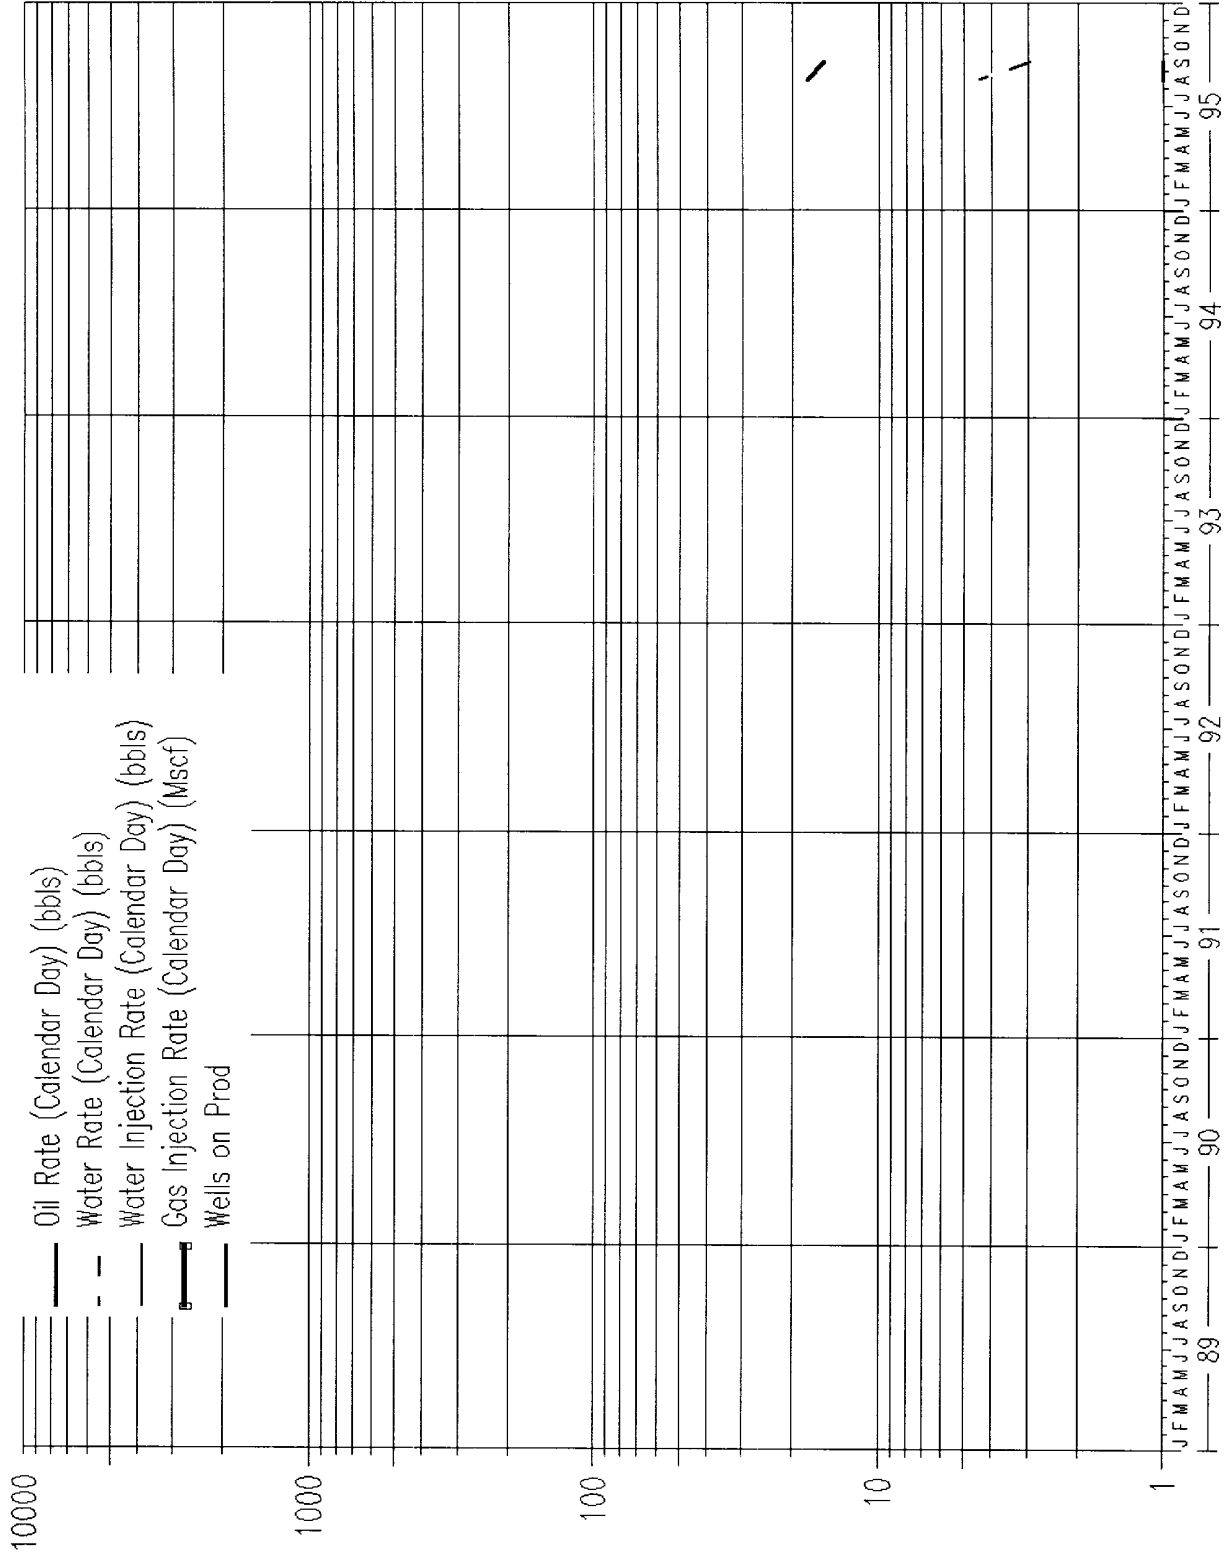 10000
1000
100
10
1
Oil Rate (Calendar Day) (bbls)
Water Rate (Calendar Day) (bbls)
Water Injection Rate (Calendar Day) (bbls)
Gas Injection Rate (Calendar Day) (Mscf)
Wells on Prod
J F M A M J J A S O N D J F M A M J J A S O N D J F M A M J J A S O N D J F M A M J J A S O N D J F M A M J J A S O N D J F M A M J J A S O N D J F M A M J J A S O N D
89 90 91 92 93 94 95